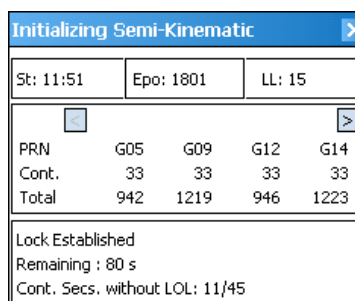 Initializing Semi-Kinematic
St: 11:51 Epo: 1801 LL: 15
< >
PRN G05 G09 G12 G14
Cont. 33 33 33 33
Total 942 1219 946 1223
Lock Established
Remaining : 80 s
Cont. Secs. without LOL: 11/45